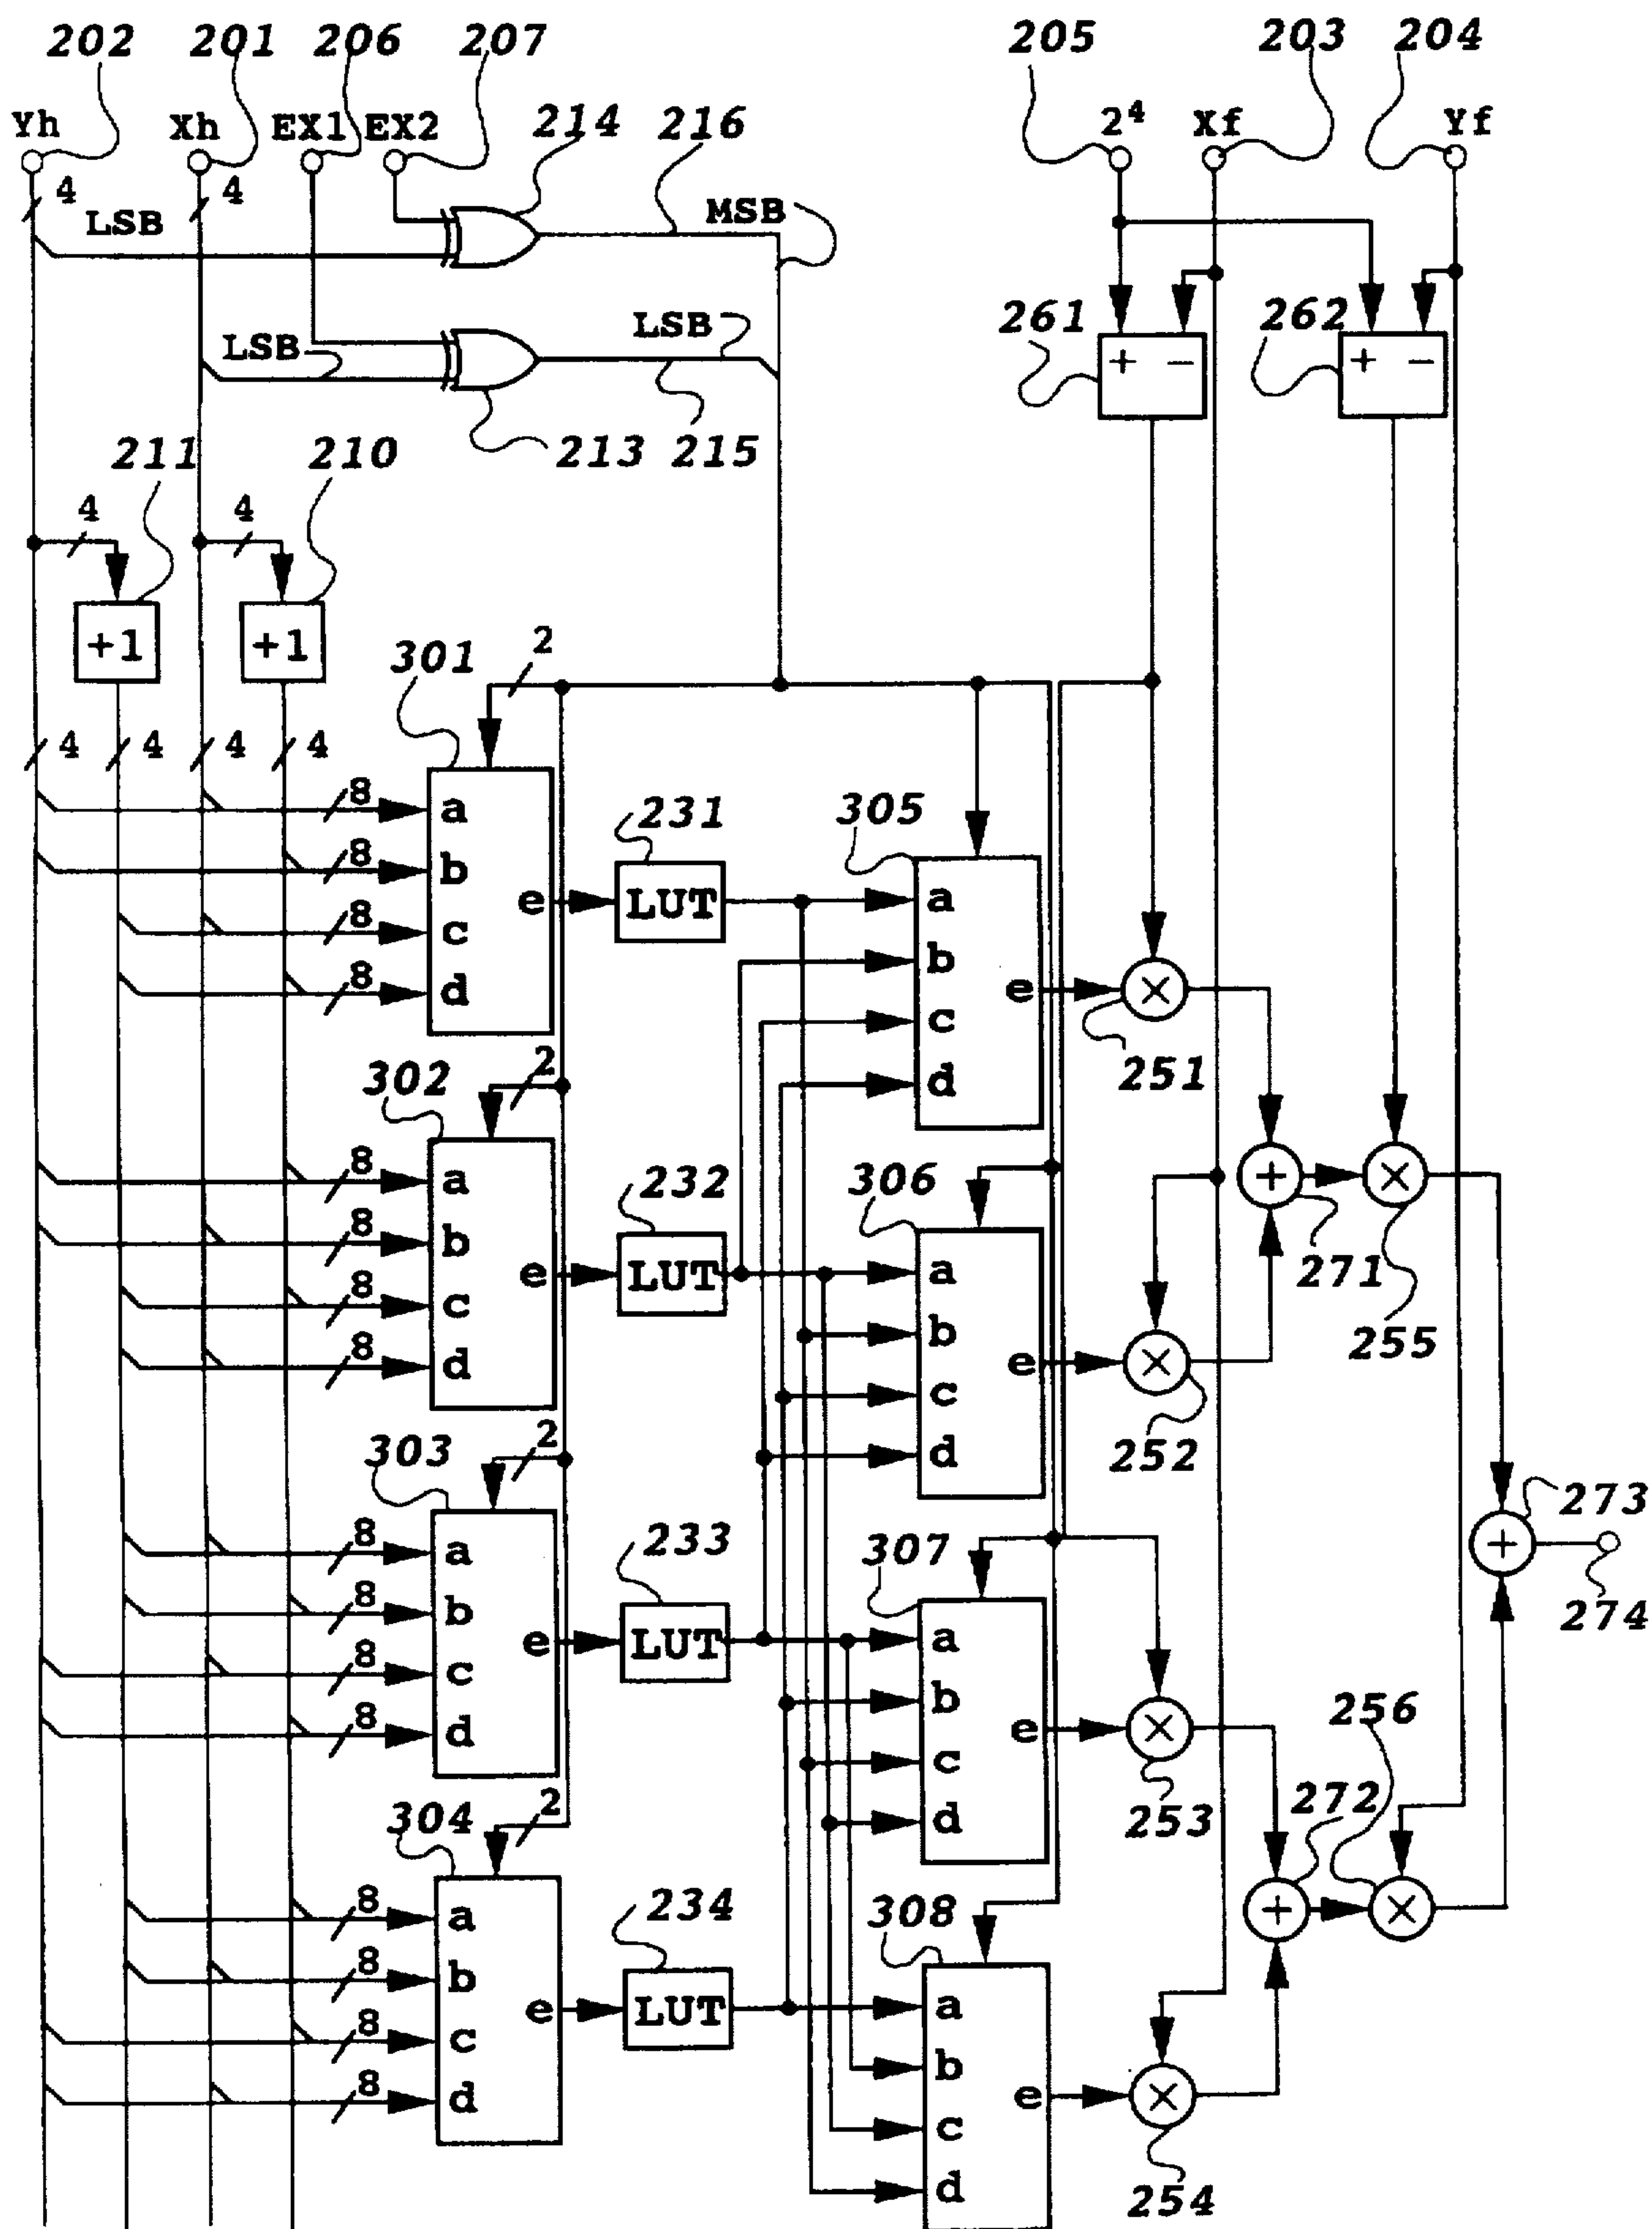 202 201 206 207 205 203 204
Yh Xh EX1 EX2 214 216 2⁴ Xf Yf
4 LSB 4 MSB
261 262
LSB LSB + - + -
213 215
211 210
4 4
+1 +1
301 2
4 4 4 4
8 a 231 305
8 b e LUT a
8 c b
8 d e ×
c
251
302 2 d
8 a 232 306 + ×
8 b e LUT a 271
8 c b 255
8 d e ×
c
252
303 2 d
8 a 233 307 273
8 b e LUT a +
274
8 c b 256
8 d e ×
c
253 272
304 2 d
8 a 234 308 + ×
8 b e LUT a
8 c b
8 d e ×
c
254
d